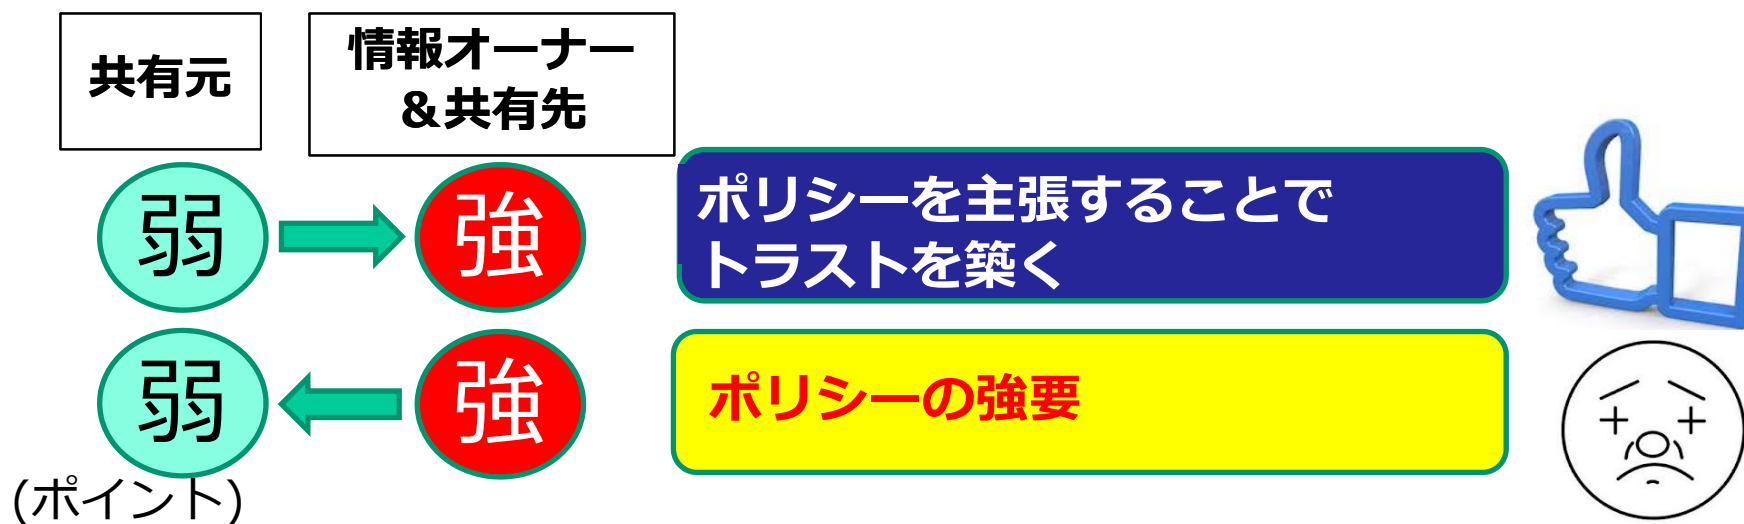 共有元
情報オーナー
＆共有先
弱
強
ポリシーを主張することで
トラストを築く
弱
強
ポリシーの強要
(ポイント)